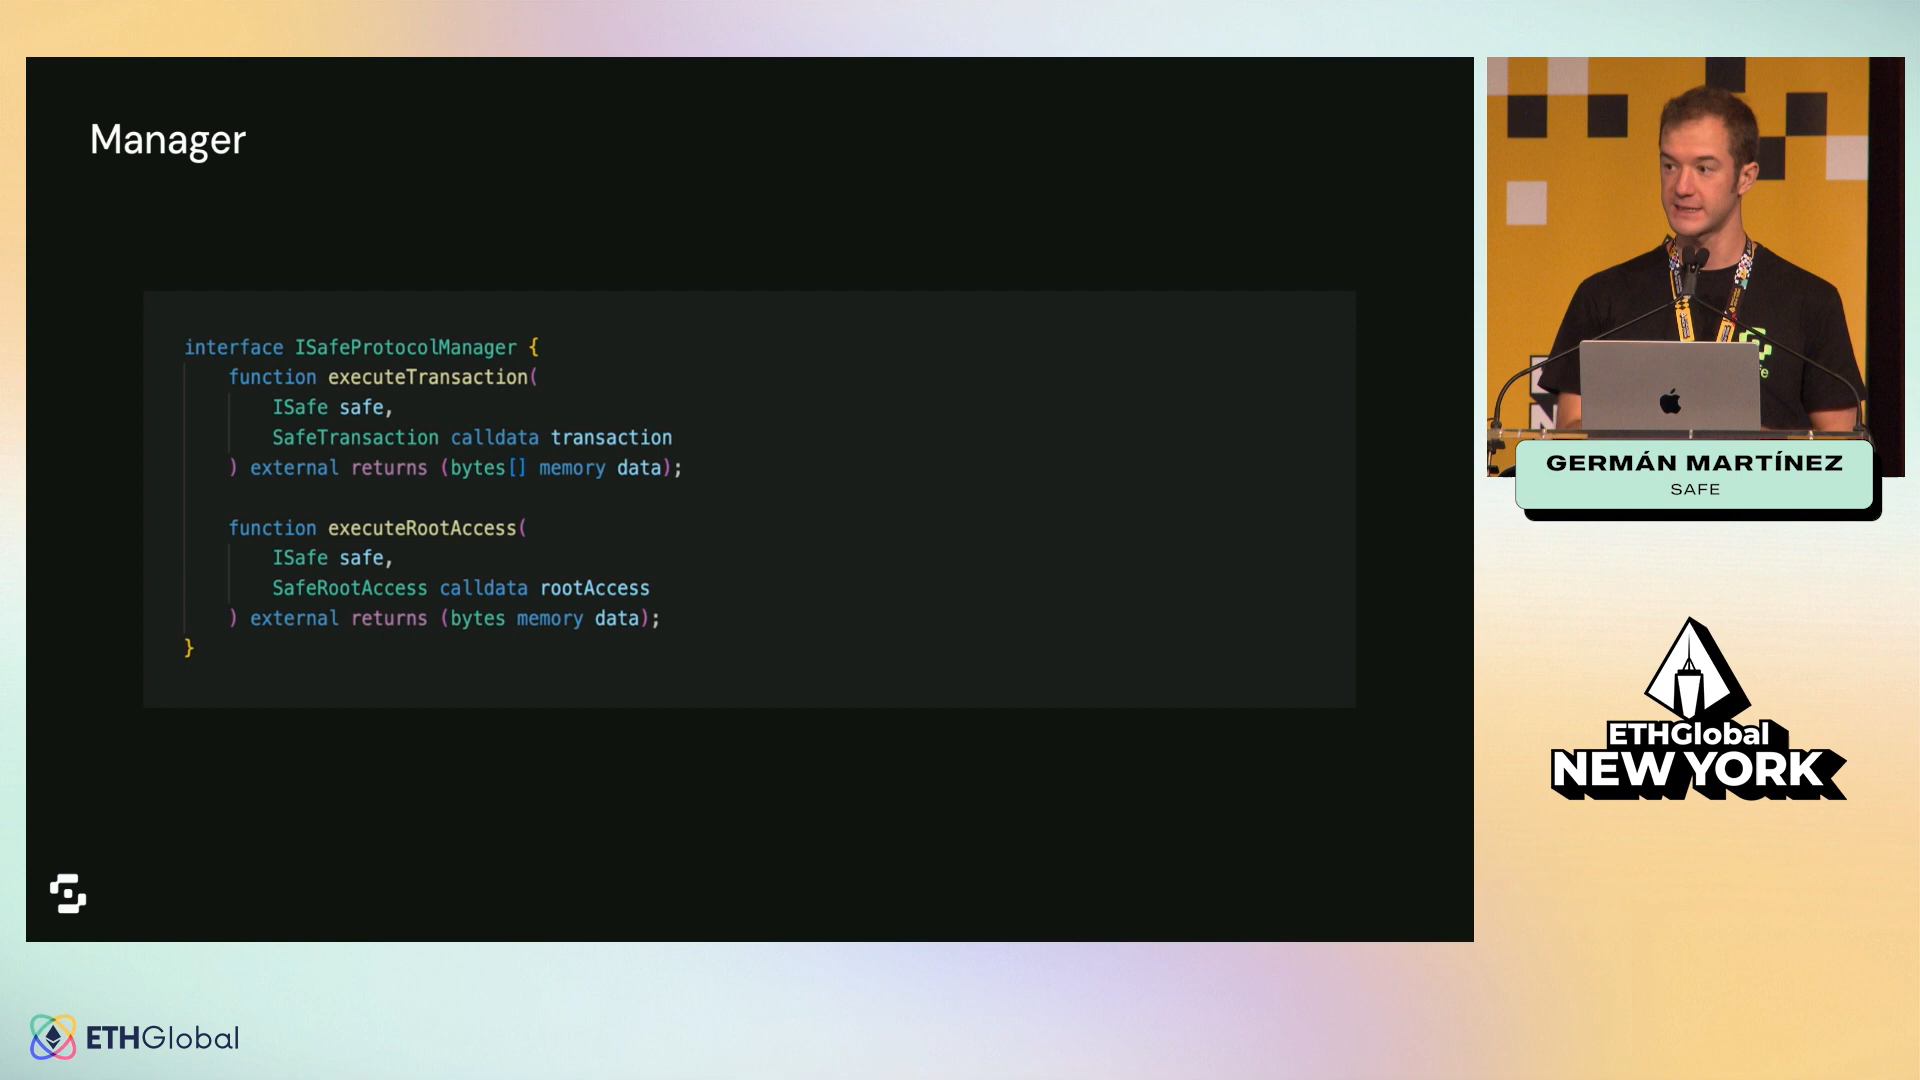 Manager
interface ISafeProtocolManager {
function executeTransaction(
ISafe safe,
SafeTransaction calldata transaction
) external returns (bytes[] memory data);
function executeRootAccess(
ISafe safe,
SafeRootAccess calldata rootAccess
) external returns (bytes memory data);
}
GERMÁN MARTÍNEZ
SAFE
ETHGlobal
NEW YORK
ETHGlobal